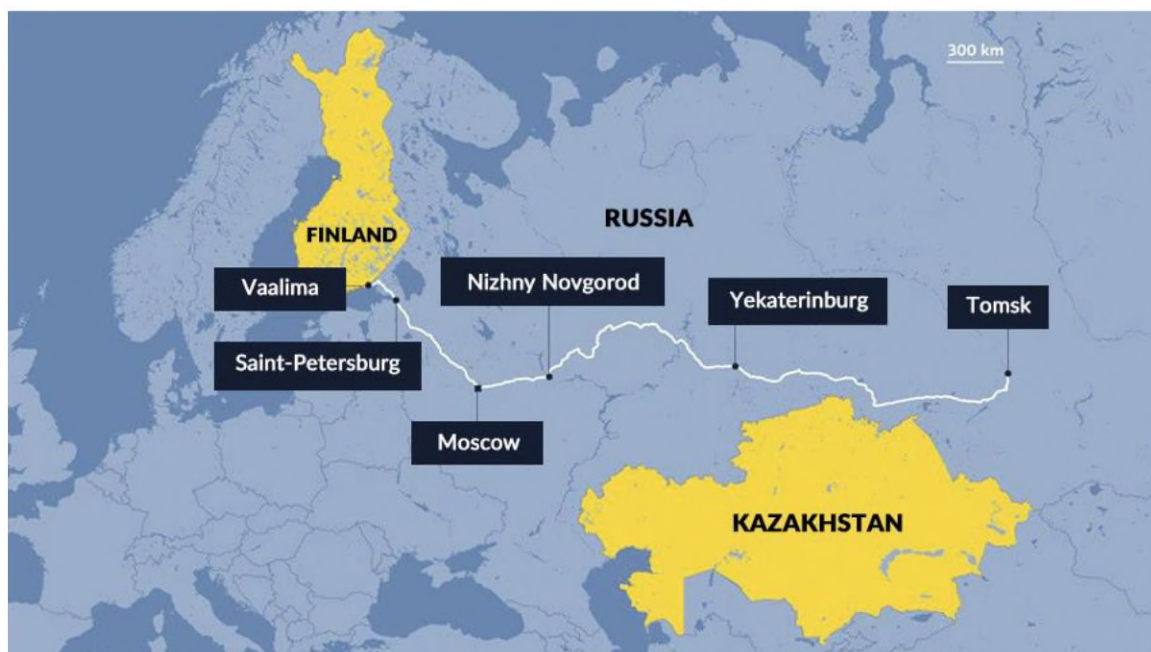 300 km
RUSSIA
FINLAND
Vaalima
Nizhny Novgorod
Yekaterinburg
Tomsk
Saint-Petersburg
Moscow
KAZAKHSTAN